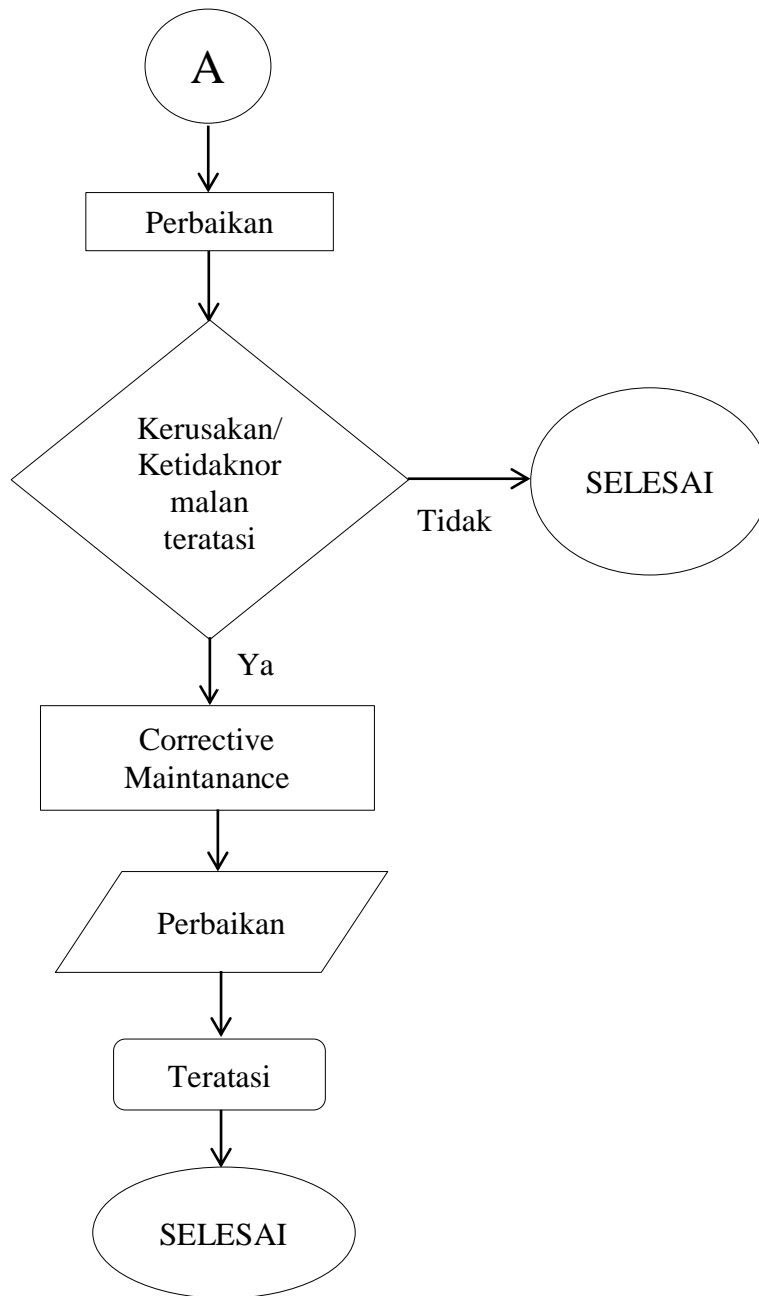 A
Perbaikan
Kerusakan/
Ketidaknor
malan
teratasi
SELESAI
Tidak
Ya
Corrective
Maintanance
Perbaikan
Teratasi
SELESAI